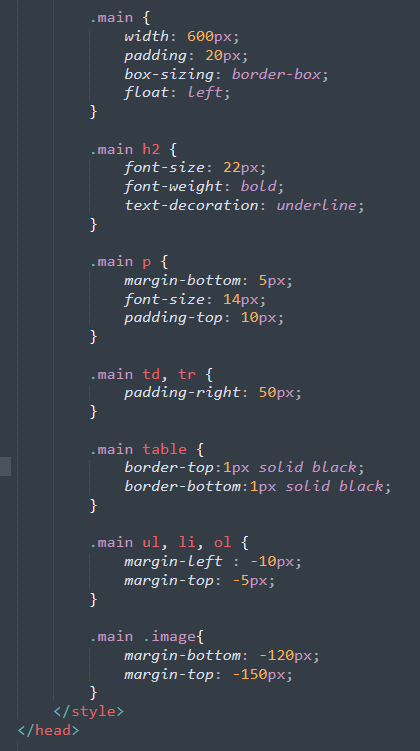 .main {
width: 600px;
padding: 20px;
box-sizing: border-box;
float: left;
}
.main h2 {
font-size: 22px;
font-weight: bold;
text-decoration: underline;
}
.main p {
margin-bottom: 5px;
font-size: 14px;
padding-top: 10px;
}
.main td, tr {
padding-right: 50px;
}
.main table {
border-top:1px solid black;
border-bottom:1px solid black;
}
.main ul, li, ol {
margin-left : -10px;
margin-top: -5px;
}
.main .image{
margin-bottom: -120px;
margin-top: -150px;
}
</style>
</head>